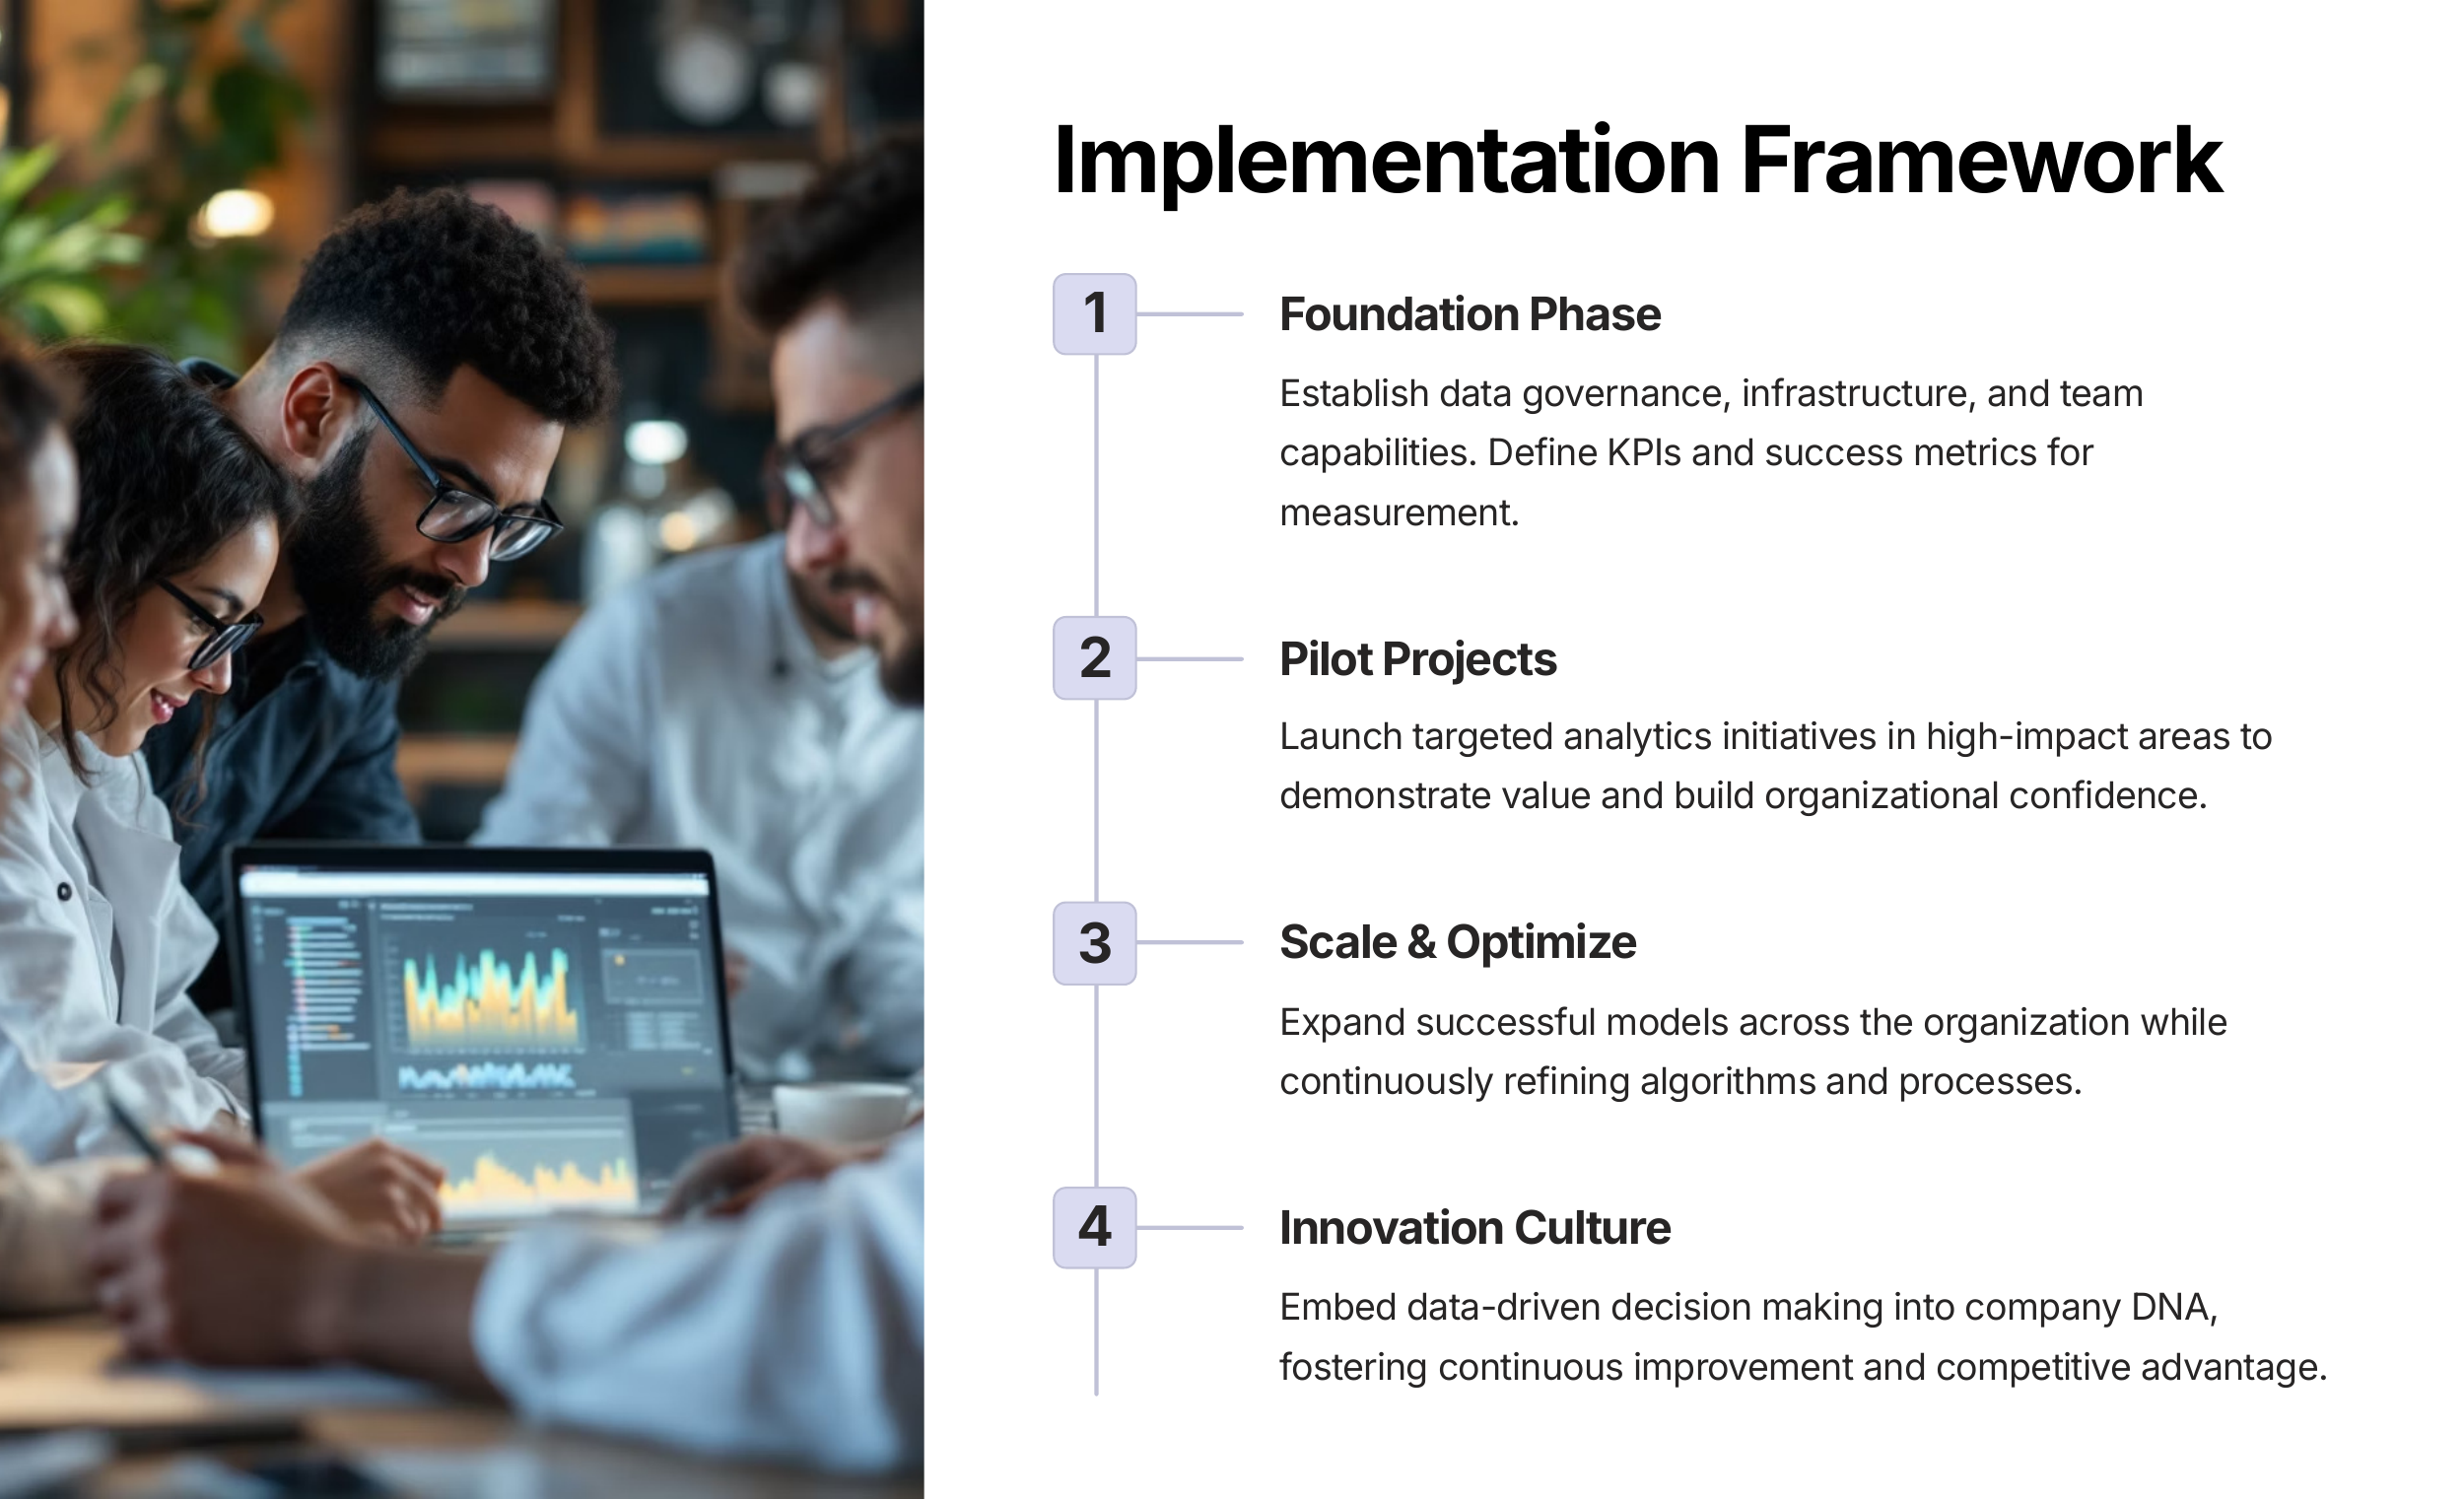 Implementation Framework
1
Foundation Phase
Establish data governance, infrastructure, and team
capabilities. Define KPIs and success metrics for
measurement.
2
Pilot Projects
Launch targeted analytics initiatives in high-impact areas to
demonstrate value and build organizational confidence.
3
Scale & Optimize
Expand successful models across the organization while
continuously refining algorithms and processes.
4
Innovation Culture
Embed data-driven decision making into company DNA,
fostering continuous improvement and competitive advantage.